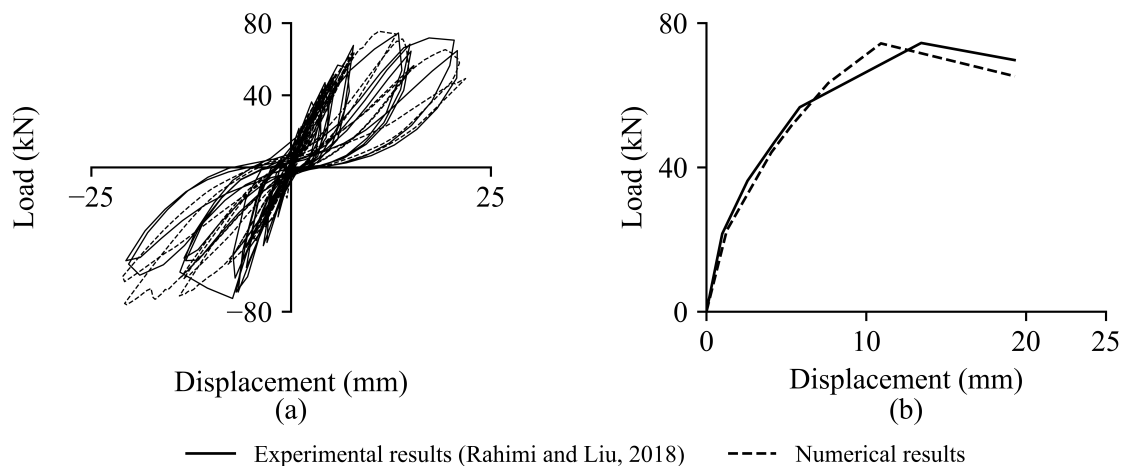 80
40
−25
25
−80
Load (kN)
Displacement (mm)
(a)
80
40
0
0
10
20
25
Load (kN)
Displacement (mm)
(b)
Experimental results (Rahimi and Liu, 2018)
Numerical results